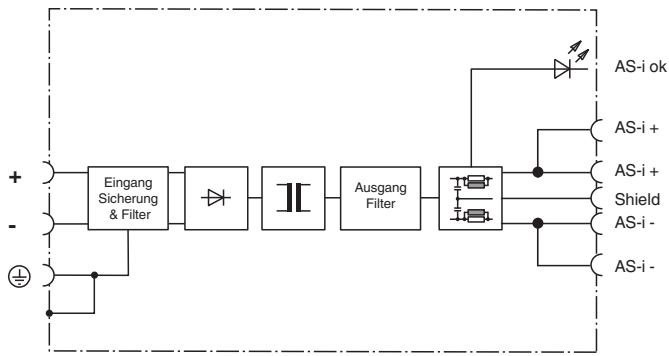 AS-i ok
AS-i +
+
Eingang
Sicherung
& Filter
Ausgang
Filter
AS-i +
Shield
-
AS-i -
AS-i -